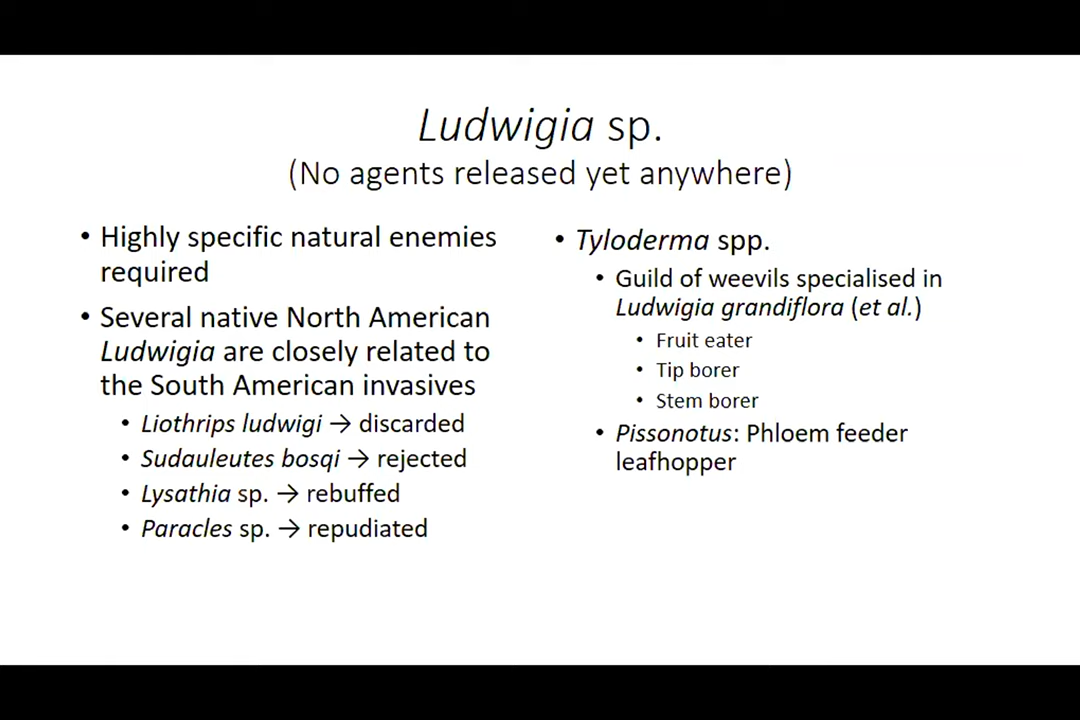 Ludwigia sp.
(No agents released yet anywhere)
• Highly specific natural enemies
required
• Several native North American
Ludwigia are closely related to
the South American invasives
• Liothrips ludwigi → discarded
• Sudauleutes bosqi → rejected
• Lysathia sp. → rebuffed
• Paracles sp. → repudiated
• Tyloderma spp.
• Guild of weevils specialised in
Ludwigia grandiflora (et al.)
• Fruit eater
• Tip borer
• Stem borer
• Pissonotus: Phloem feeder
leafhopper